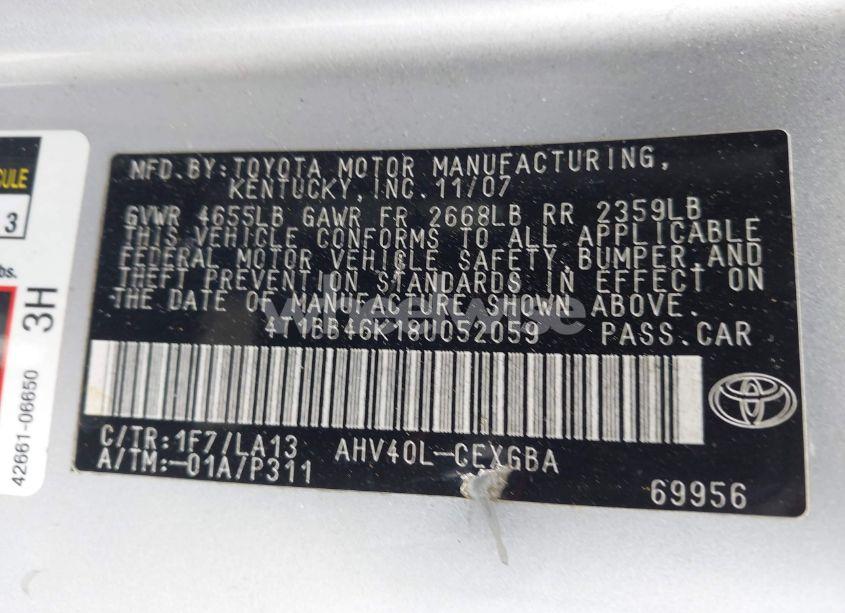 MFD.BY:TOYOTA MOTOR MANUFACTURING,
KENTUCKY,INC.11/07
GVWR 4655LB GAWR FR 2668LB RR 2359LB
THIS VEHICLE CONFORMS TO ALL APPLICABLE
FEDERAL MOTOR VEHICLE SAFETY,BUMPER,AND
THEFT PREVENTION STANDARDS IN EFFECT ON
THE DATE OF MANUFACTURE SHOWN ABOVE.
4T1BB46K18U052059 PASS.CAR
C/TR:1F7/LA13 AHV40L-CEXGBA
A/TM:-01A/P311
69956
3
bs.
3H
42661-06650